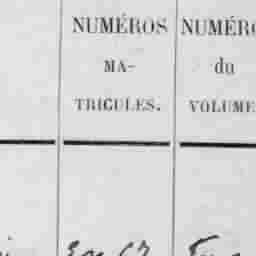 NUMÉROS
MA-
TRICULES.
NUMÉRO
du
VOLUME